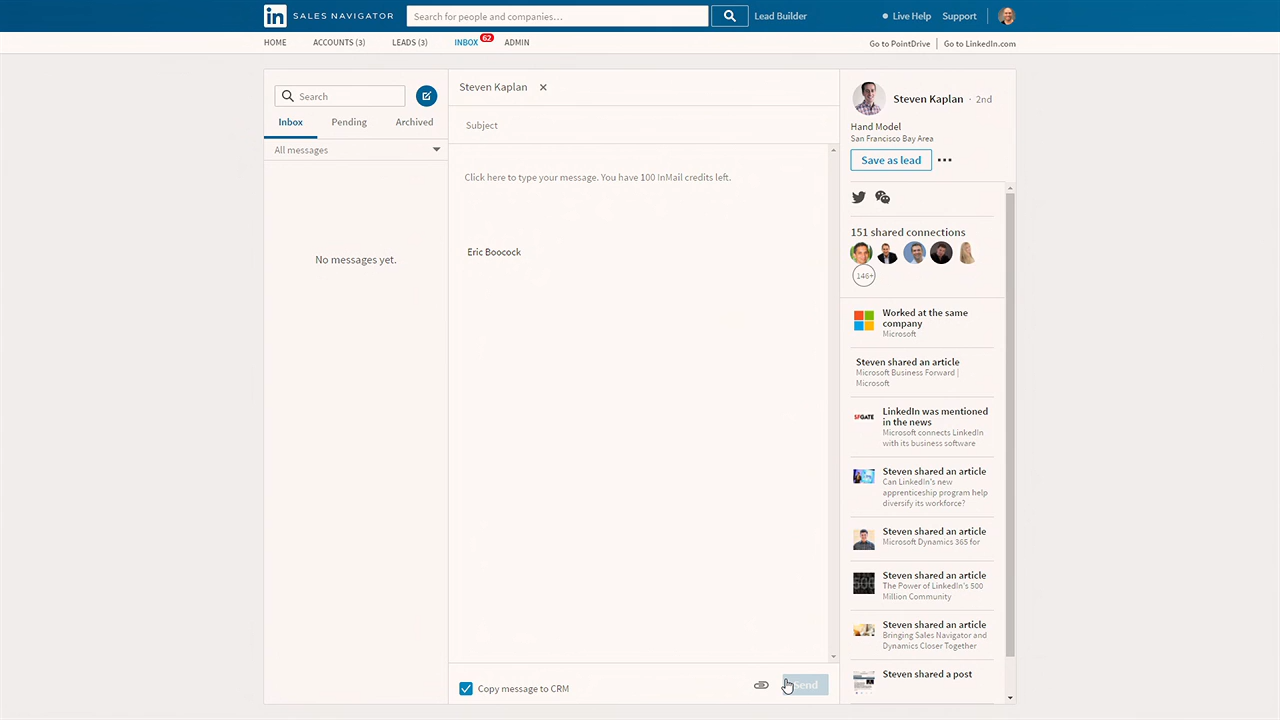 in SALES NAVIGATOR
Search for people and companies…
Lead Builder
Live Help
Support
HOME
ACCOUNTS (3)
LEADS (3)
INBOX
62
ADMIN
Go to PointDrive
Go to LinkedIn.com
Search
Inbox
Pending
Archived
All messages
No messages yet.
Steven Kaplan
Subject
Click here to type your message. You have 100 InMail credits left.
Eric Boocock
Copy message to CRM
Send
Steven Kaplan · 2nd
Hand Model
San Francisco Bay Area
Save as lead
151 shared connections
146+
Worked at the same
company
Microsoft
Steven shared an article
Microsoft Business Forward |
Microsoft
SFGATE
LinkedIn was mentioned
in the news
Microsoft connects LinkedIn
with its business software
Steven shared an article
Can LinkedIn's new
apprenticeship program help
diversify its workforce?
Steven shared an article
Microsoft Dynamics 365 for
500
Steven shared an article
The Power of LinkedIn's 500
Million Community
Steven shared an article
Bringing Sales Navigator and
Dynamics Closer Together
Steven shared a post